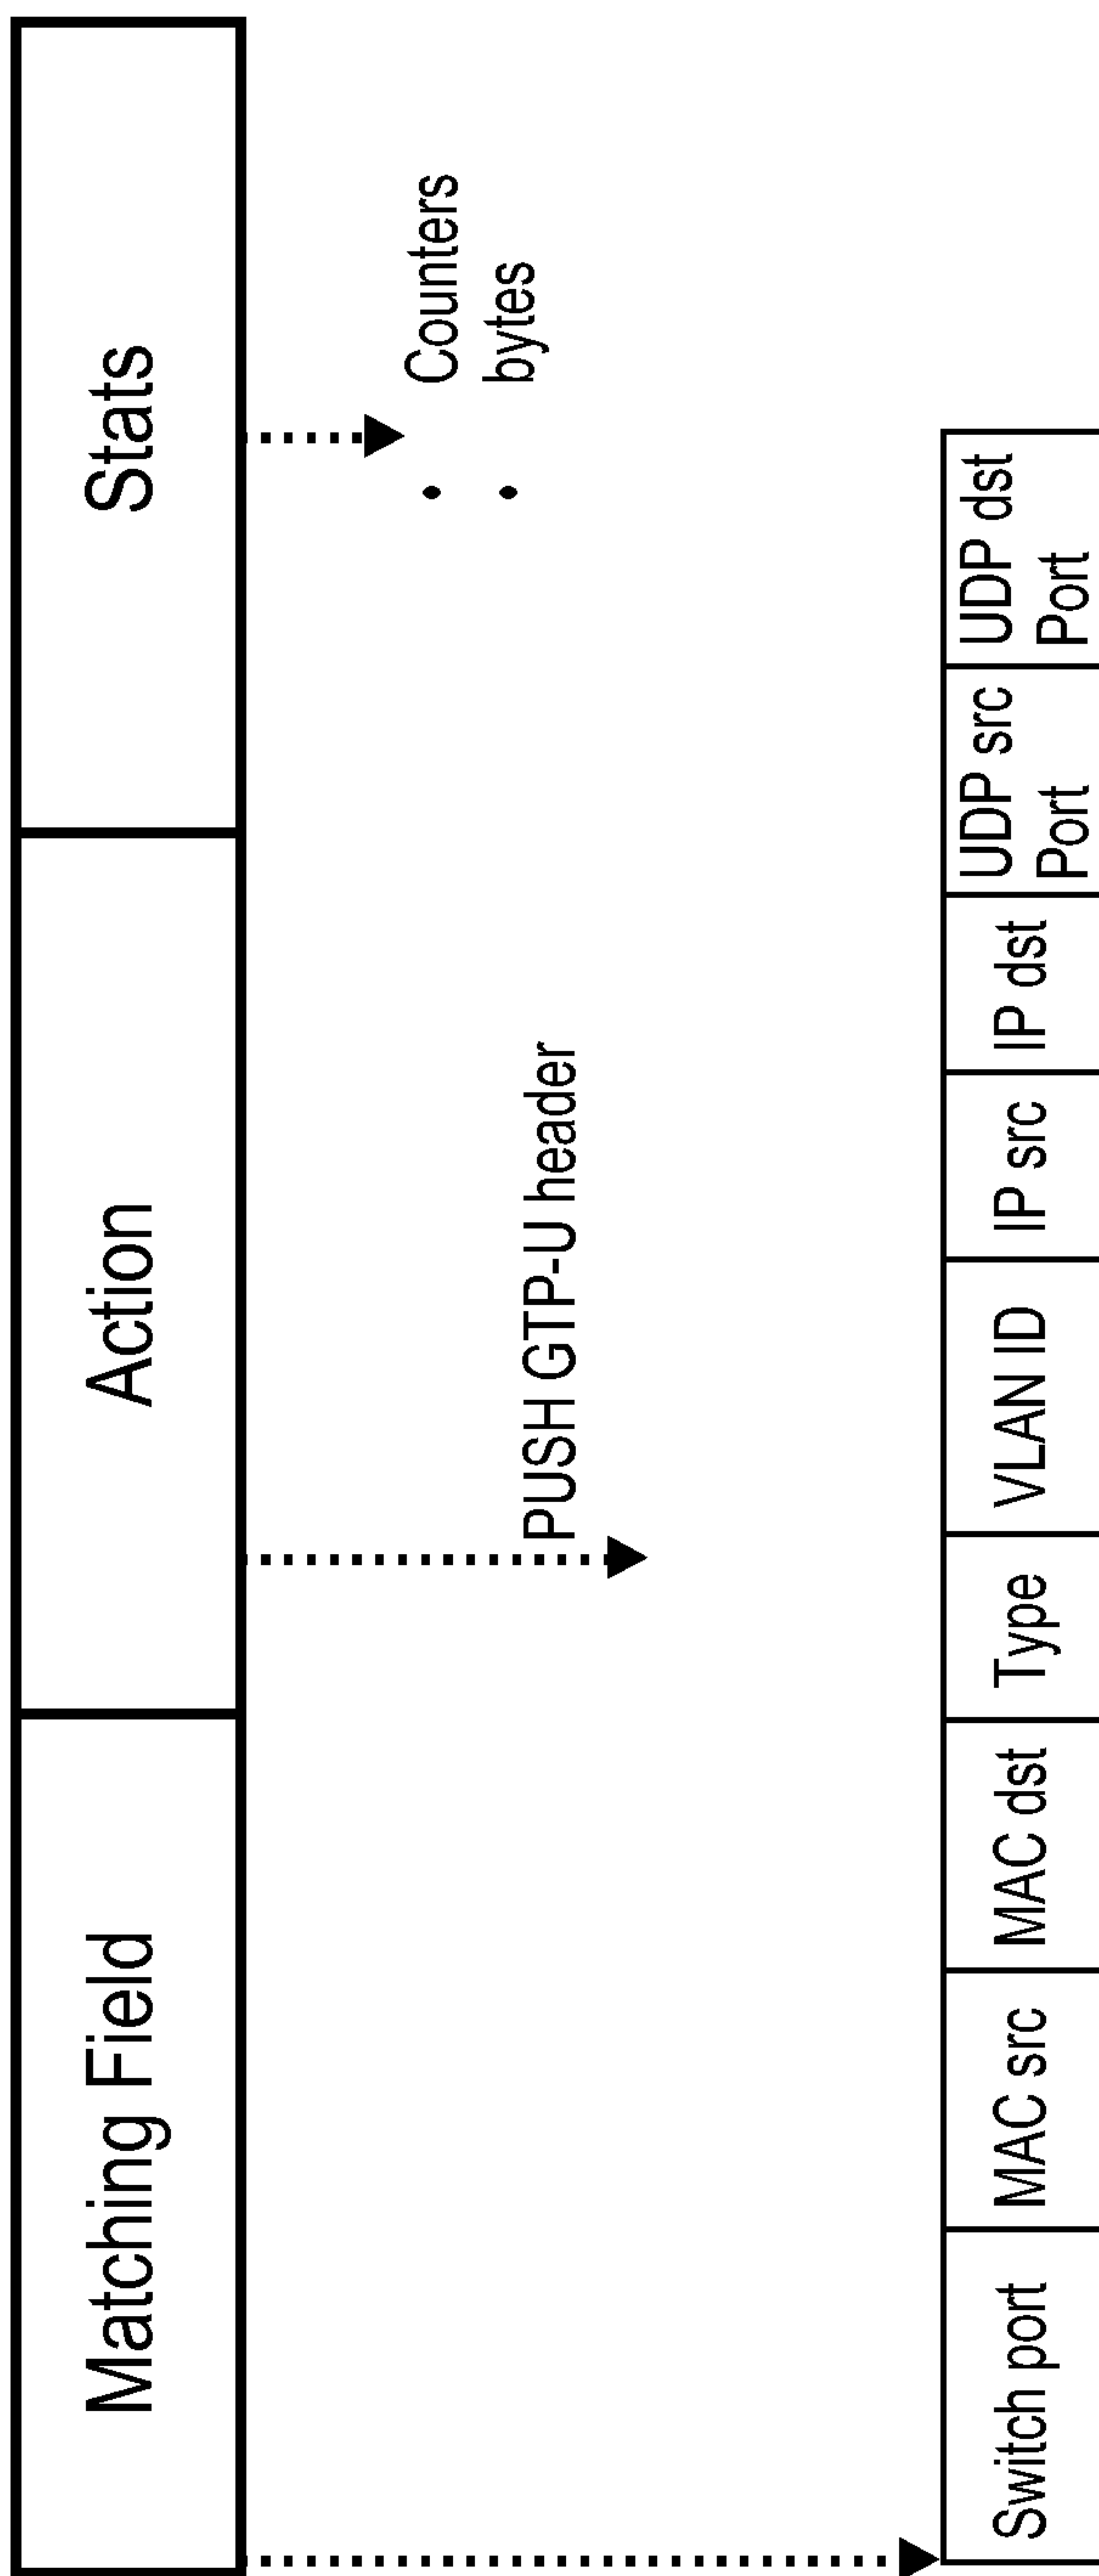 Matching Field
Action
Stats
• Counters
• bytes
PUSH GTP-U header
Switch port
MAC src
MAC dst
Type
VLAN ID
IP src
IP dst
UDP src
Port
UDP dst
Port